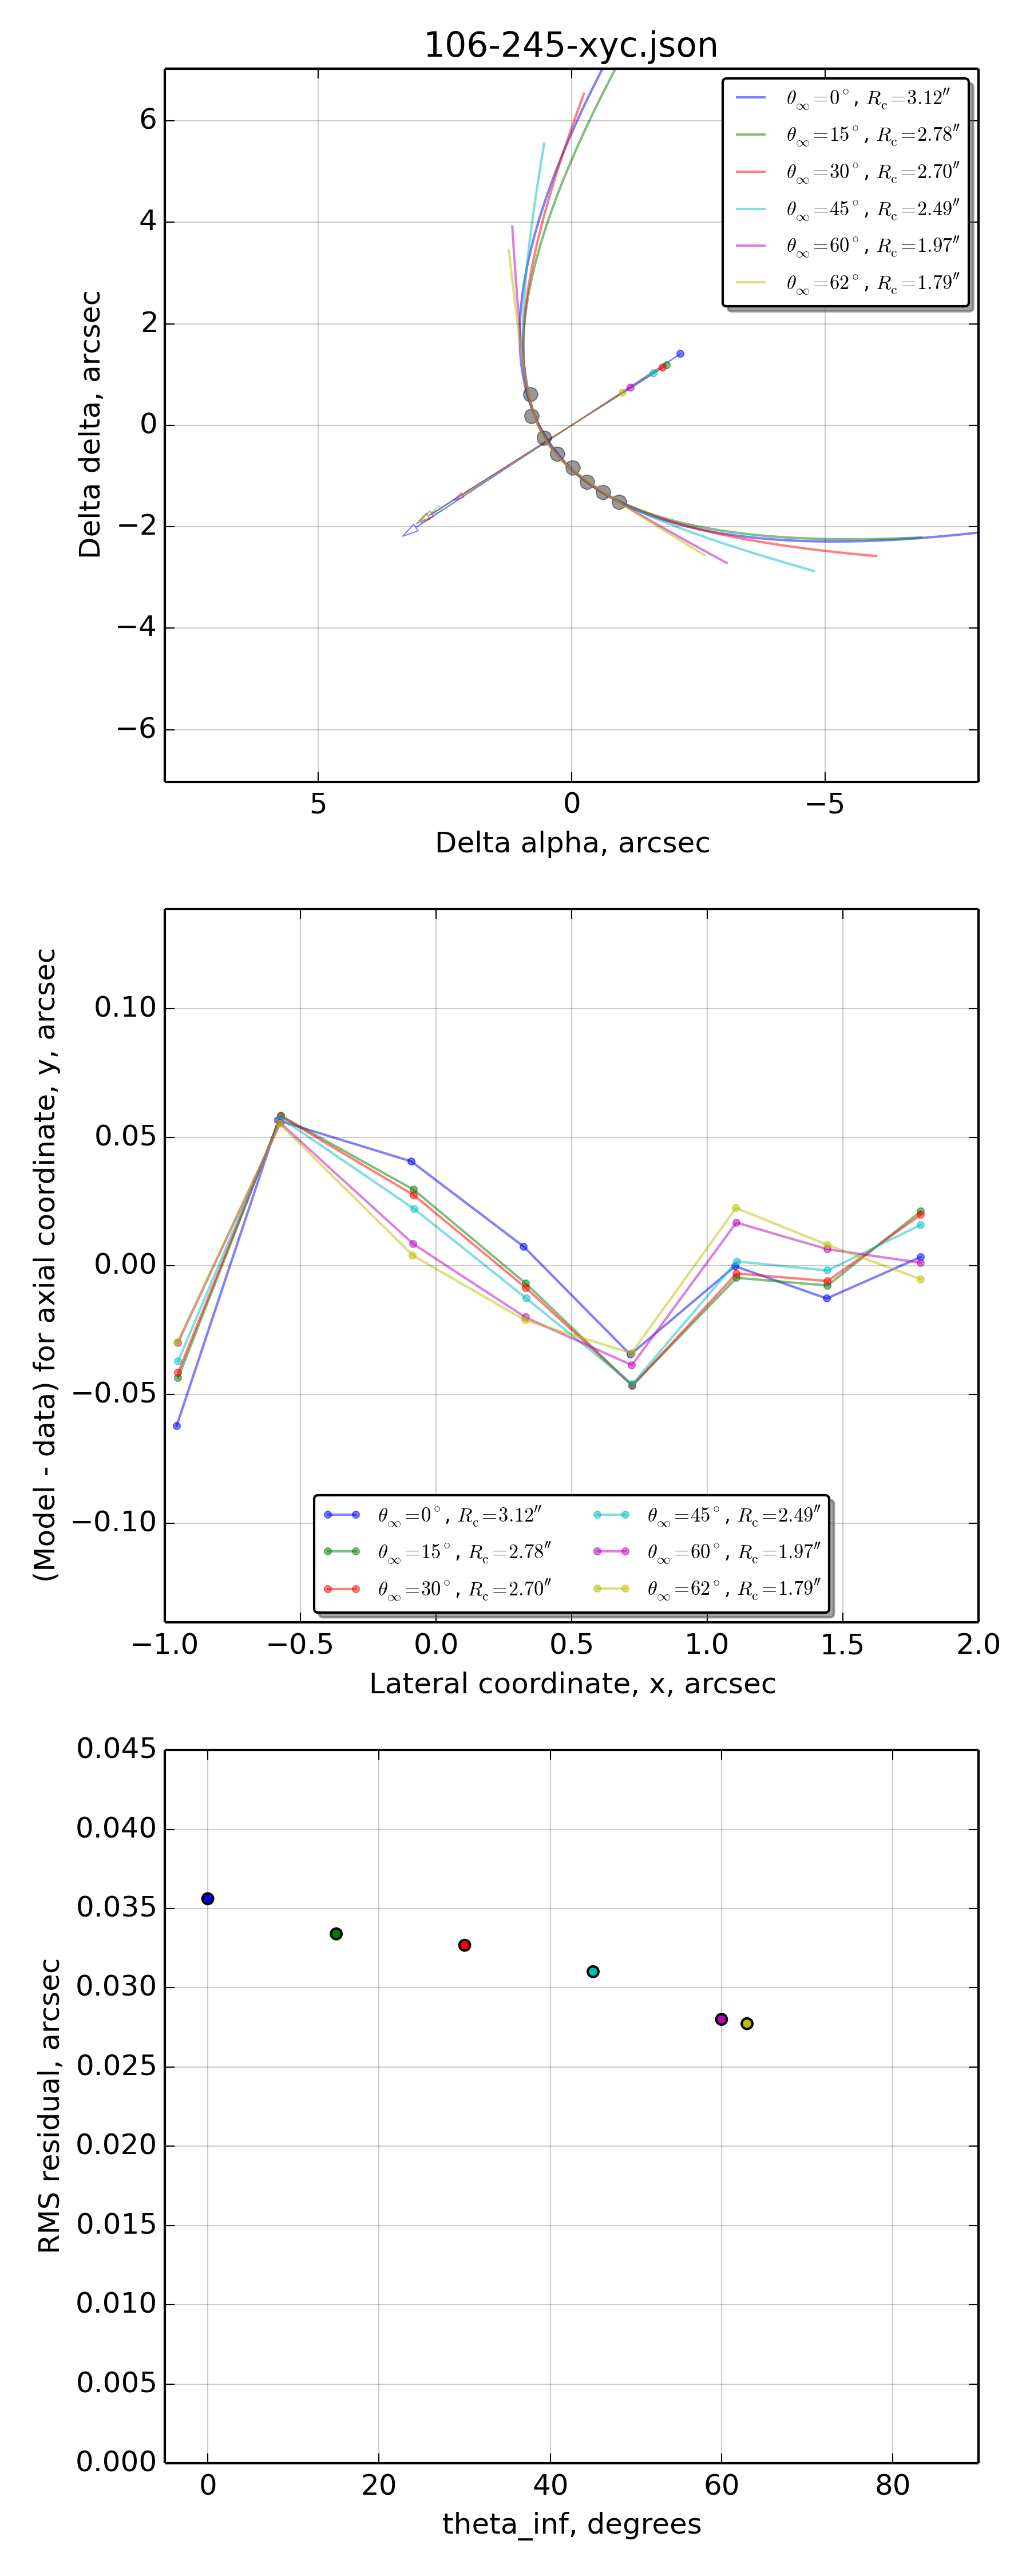 106-245-xyc.json
θ∞=0°, Rc=3.12″
θ∞=15°, Rc=2.78″
θ∞=30°, Rc=2.70″
θ∞=45°, Rc=2.49″
θ∞=60°, Rc=1.97″
θ∞=62°, Rc=1.79″
6
4
2
0
−2
−4
−6
Delta delta, arcsec
5 0 −5
Delta alpha, arcsec
0.10
0.05
0.00
−0.05
−0.10
(Model - data) for axial coordinate, y, arcsec
θ∞=0°, Rc=3.12″ θ∞=45°, Rc=2.49″
θ∞=15°, Rc=2.78″ θ∞=60°, Rc=1.97″
θ∞=30°, Rc=2.70″ θ∞=62°, Rc=1.79″
−1.0 −0.5 0.0 0.5 1.0 1.5 2.0
Lateral coordinate, x, arcsec
0.045
0.040
0.035
0.030
0.025
0.020
0.015
0.010
0.005
0.000
RMS residual, arcsec
0 20 40 60 80
theta_inf, degrees